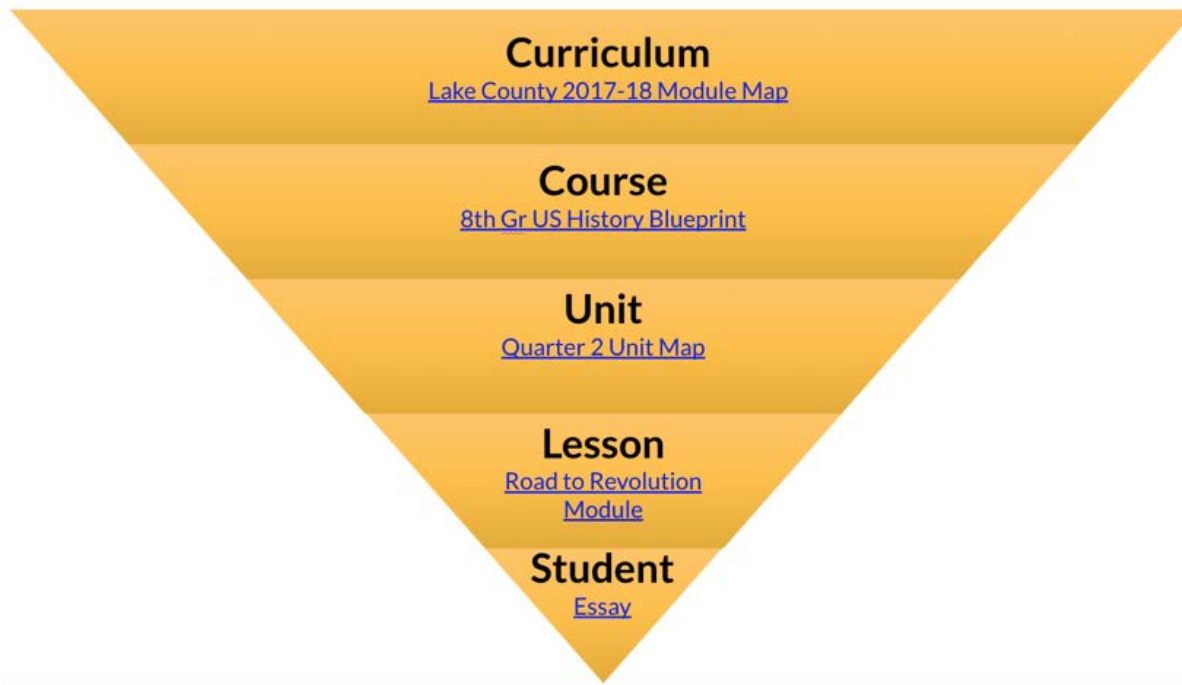 Curriculum
Lake County 2017-18 Module Map
Course
8th Gr US History Blueprint
Unit
Quarter 2 Unit Map
Lesson
Road to Revolution
Module
Student
Essay